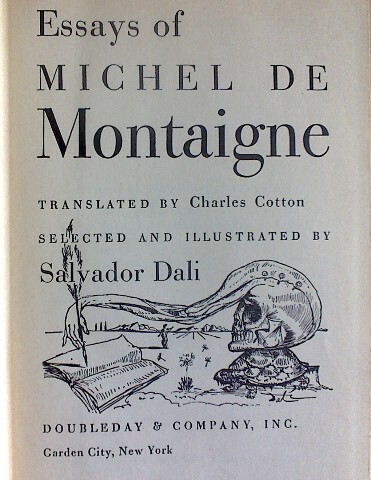 Essays of
MICHEL DE
Montaigne
TRANSLATED BY Charles Cotton
SELECTED AND ILLUSTRATED BY
Salvador Dali
DOUBLEDAY & COMPANY, INC.
Garden City, New York